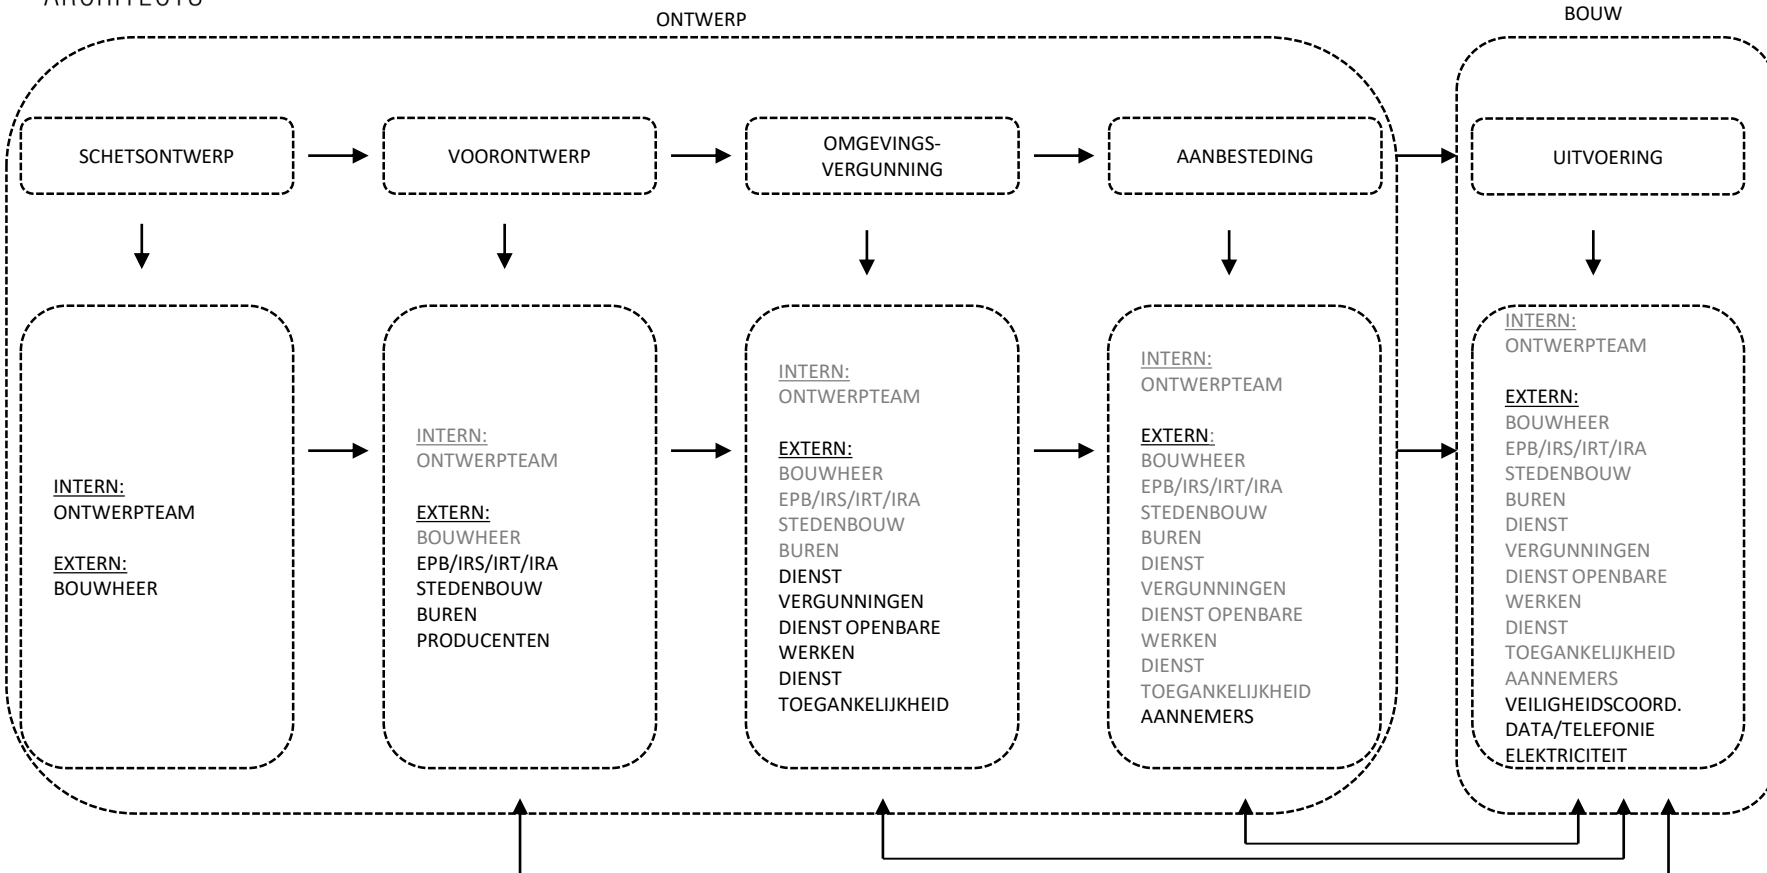 ARCHITECTS
ONTWERP
BOUW
SCHETSONTWERP
VOORONTWERP
OMGEVINGS-
VERGUNNING
AANBESTEDING
UITVOERING
INTERN:
ONTWERPTEAM
EXTERN:
BOUWHEER
INTERN:
ONTWERPTEAM
EXTERN:
BOUWHEER
EPB/IRS/IRT/IRA
STEDENBOUW
BUREN
PRODUCENTEN
INTERN:
ONTWERPTEAM
EXTERN:
BOUWHEER
EPB/IRS/IRT/IRA
STEDENBOUW
BUREN
DIENST
VERGUNNINGEN
DIENST OPENBARE
WERKEN
DIENST
TOEGANKELIJKHEID
INTERN:
ONTWERPTEAM
EXTERN:
BOUWHEER
EPB/IRS/IRT/IRA
STEDENBOUW
BUREN
DIENST
VERGUNNINGEN
DIENST OPENBARE
WERKEN
DIENST
TOEGANKELIJKHEID
AANNEMERS
INTERN:
ONTWERPTEAM
EXTERN:
BOUWHEER
EPB/IRS/IRT/IRA
STEDENBOUW
BUREN
DIENST
VERGUNNINGEN
DIENST OPENBARE
WERKEN
DIENST
TOEGANKELIJKHEID
AANNEMERS
VEILIGHEIDSCOORD.
DATA/TELEFONIE
ELEKTRICITEIT